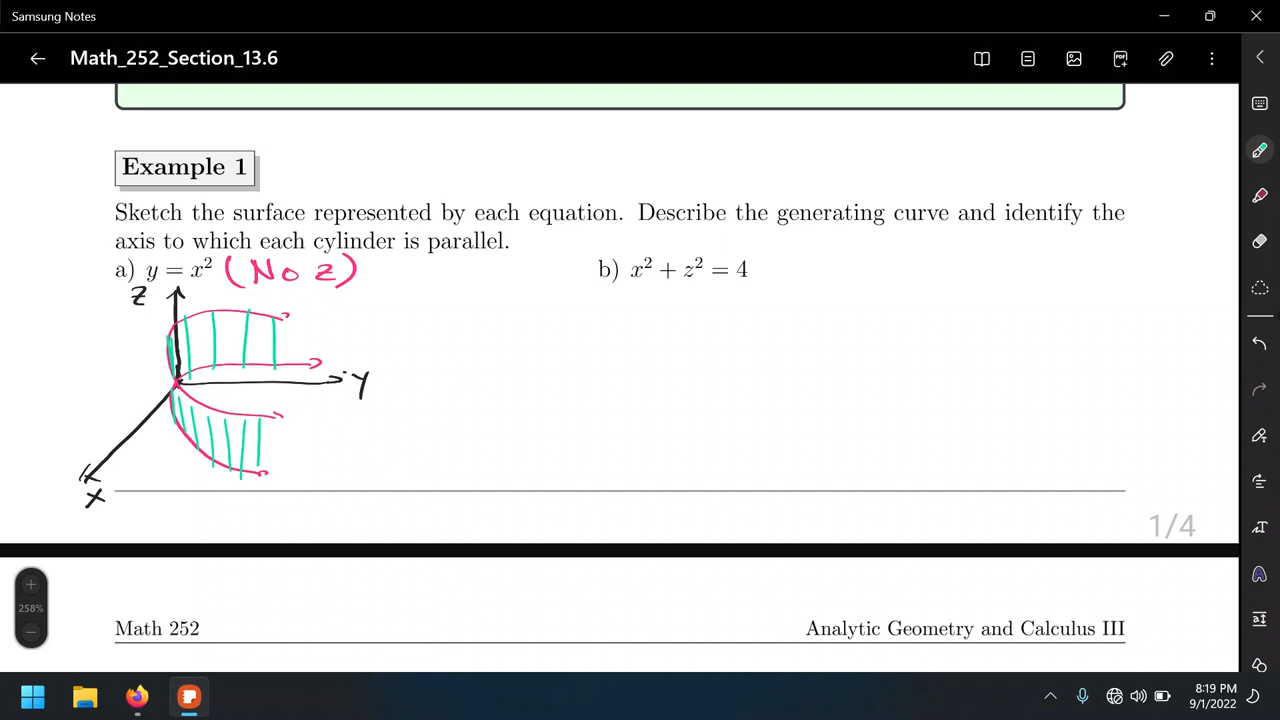 Samsung Notes
Math_252_Section_13.6
PDF
Example 1
Sketch the surface represented by each equation. Describe the generating curve and identify the
axis to which each cylinder is parallel.
a) y = x² (No z)
b) x² + z² = 4
Z
Y
X
1/4
258%
Math 252
Analytic Geometry and Calculus III
8:19 PM
9/1/2022